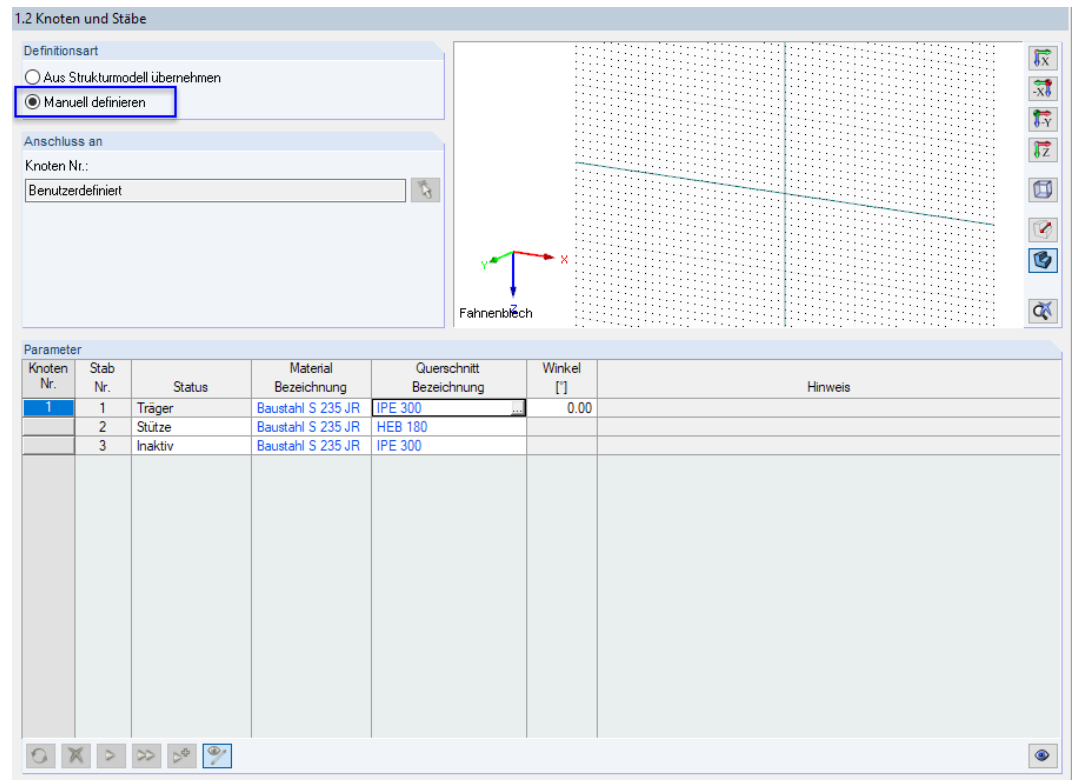 1.2 Knoten und Stäbe
Definitionsart
Aus Strukturmodell übernehmen
Manuell definieren
Anschluss an
Knoten Nr.:
Benutzerdefiniert
X
Y
Z
Fahnenblech
X
-X
-Y
Z
Parameter
Knoten Stab Material Querschnitt Winkel
Nr. Nr. Status Bezeichnung Bezeichnung [°] Hinweis
1 1 Träger Baustahl S 235 JR IPE 300 ... 0.00
2 Stütze Baustahl S 235 JR HEB 180
3 Inaktiv Baustahl S 235 JR IPE 300